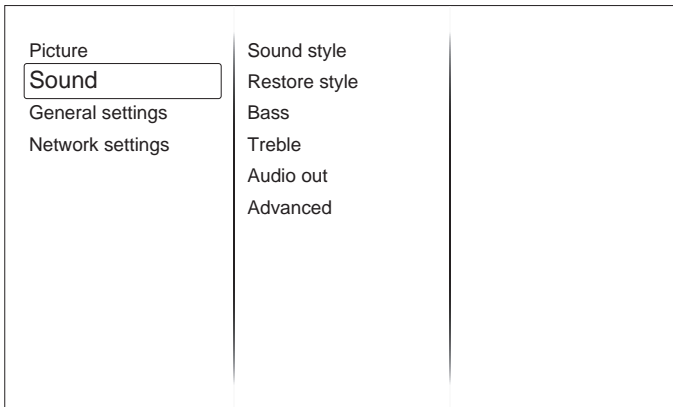 Picture
Sound
General settings
Network settings
Sound style
Restore style
Bass
Treble
Audio out
Advanced